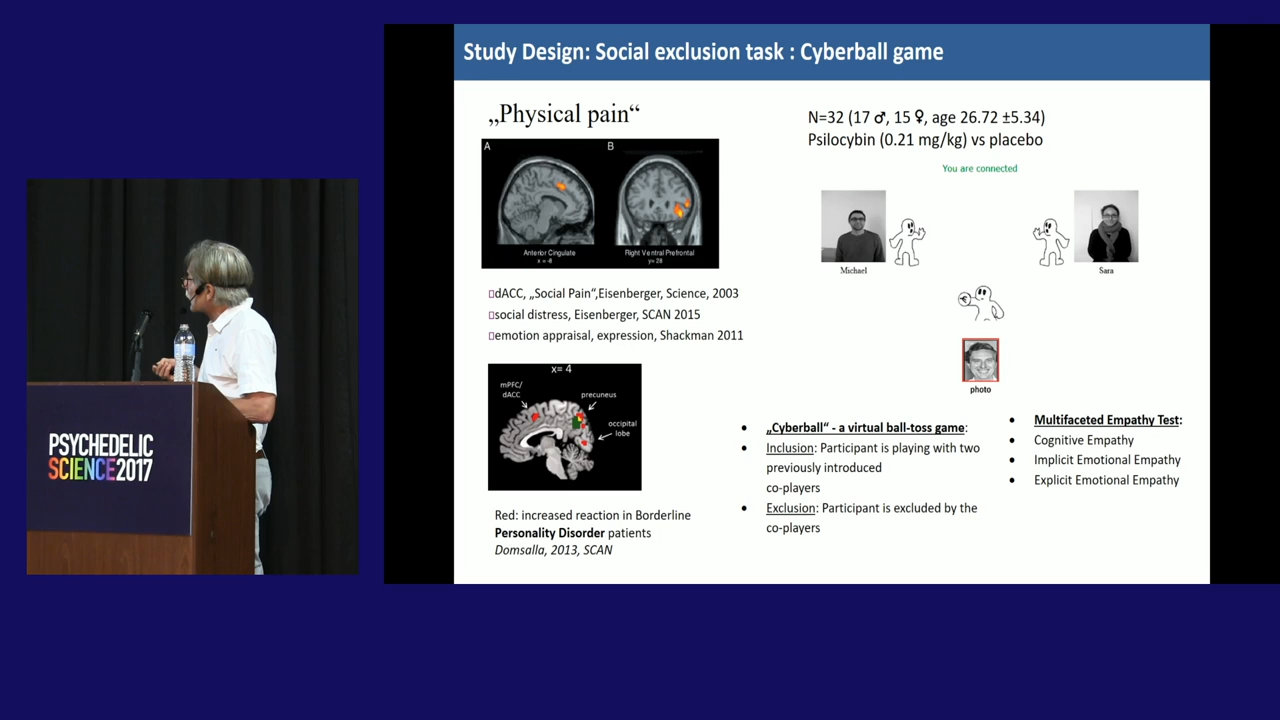 Study Design: Social exclusion task : Cyberball game
„Physical pain“
A
B
Anterior Cingulate
x = -8
Right Ventral Prefrontal
y= 28
dACC, „Social Pain“,Eisenberger, Science, 2003
social distress, Eisenberger, SCAN 2015
emotion appraisal, expression, Shackman 2011
x= 4
mPFC/
dACC
precuneus
occipital
lobe
Red: increased reaction in Borderline
Personality Disorder patients
Domsalla, 2013, SCAN
N=32 (17 ♂, 15 ♀, age 26.72 ±5.34)
Psilocybin (0.21 mg/kg) vs placebo
You are connected
Michael
Sara
photo
• „Cyberball“ - a virtual ball-toss game:
• Inclusion: Participant is playing with two
previously introduced
co-players
• Exclusion: Participant is excluded by the
co-players
• Multifaceted Empathy Test:
• Cognitive Empathy
• Implicit Emotional Empathy
• Explicit Emotional Empathy
PSYCHEDELIC
SCIENCE2017